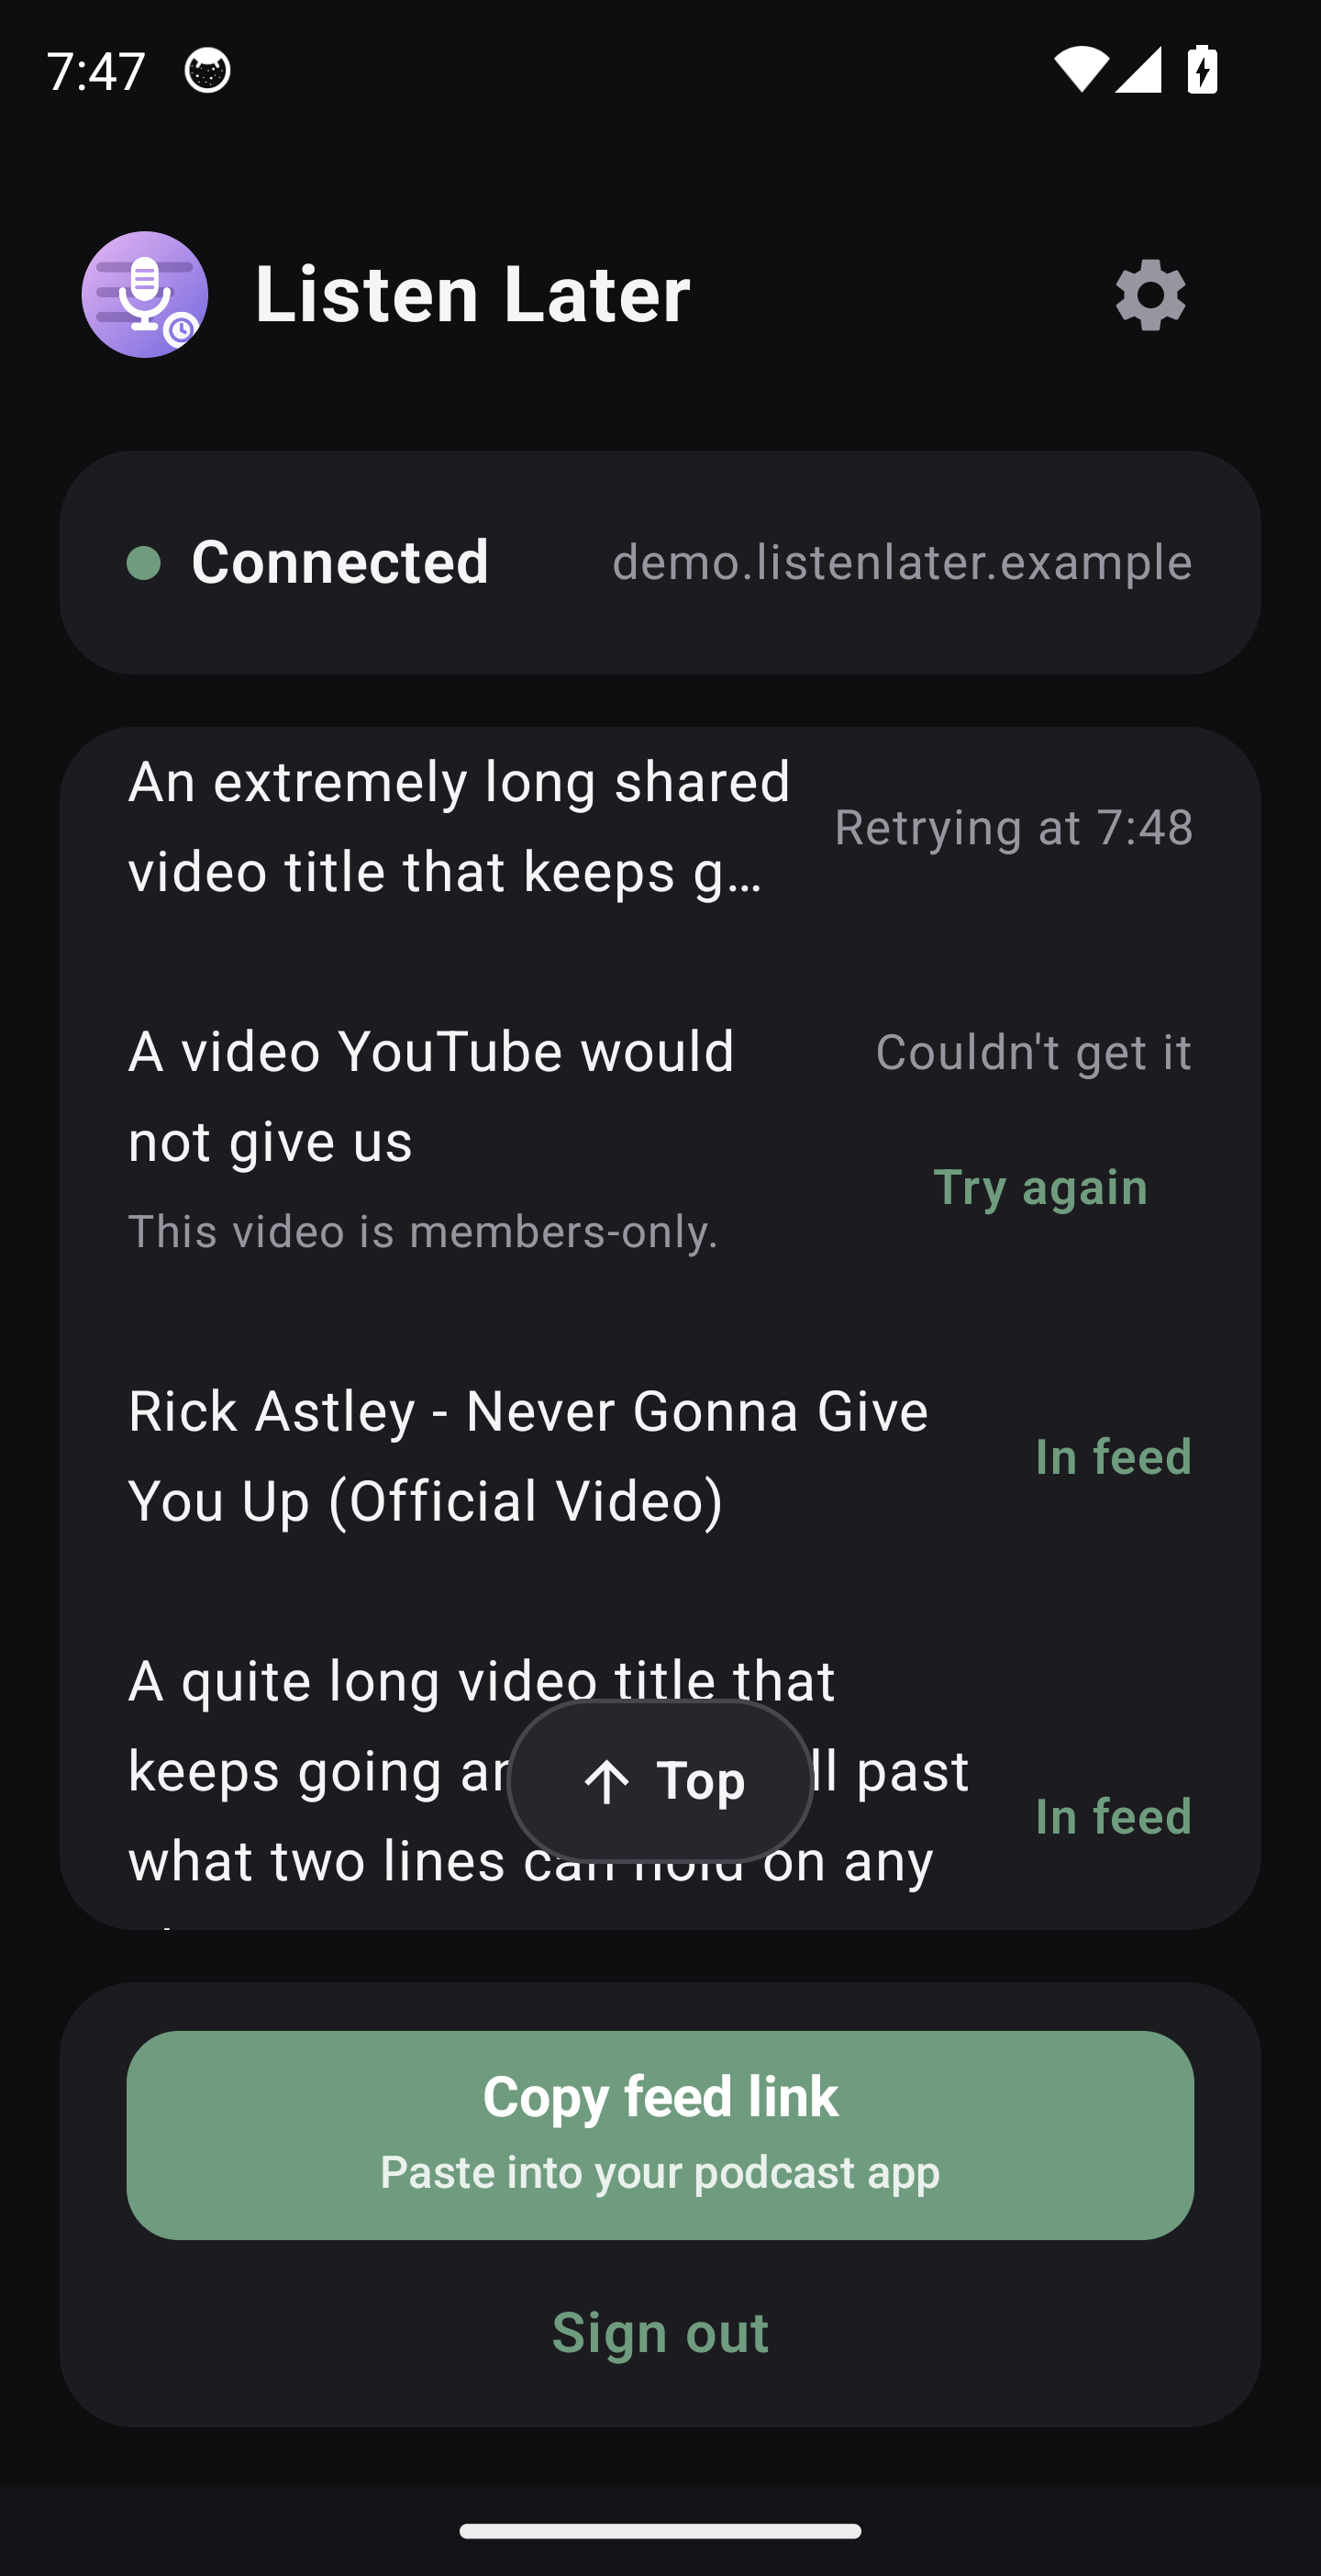 7:47
Listen Later
Connected
demo.listenlater.example
An extremely long shared
video title that keeps g…
Retrying at 7:48
A video YouTube would
not give us
Couldn't get it
This video is members-only.
Try again
Rick Astley - Never Gonna Give
You Up (Official Video)
In feed
A quite long video title that
keeps going past
what two lines can hold on any
In feed
Top
Copy feed link
Paste into your podcast app
Sign out